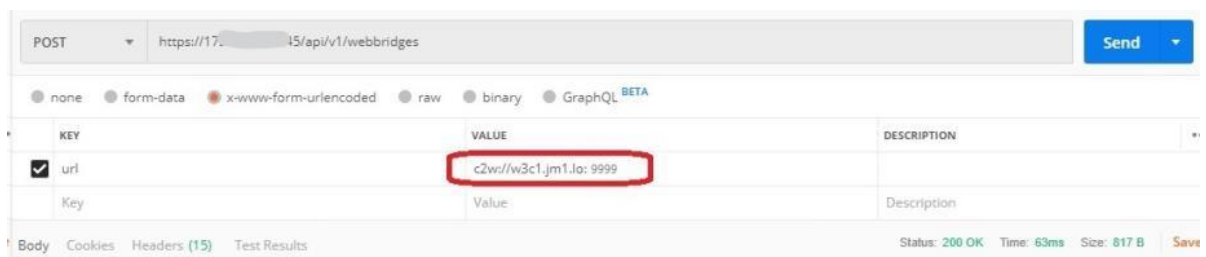 POST https://17 45/api/v1/webbridges Send
none form-data x-www-form-urlencoded raw binary GraphQL BETA
KEY VALUE DESCRIPTION
url c2w://w3c1.jm1.lo: 9999
Key Value Description
Body Cookies Headers (15) Test Results Status: 200 OK Time: 63ms Size: 817 B Save